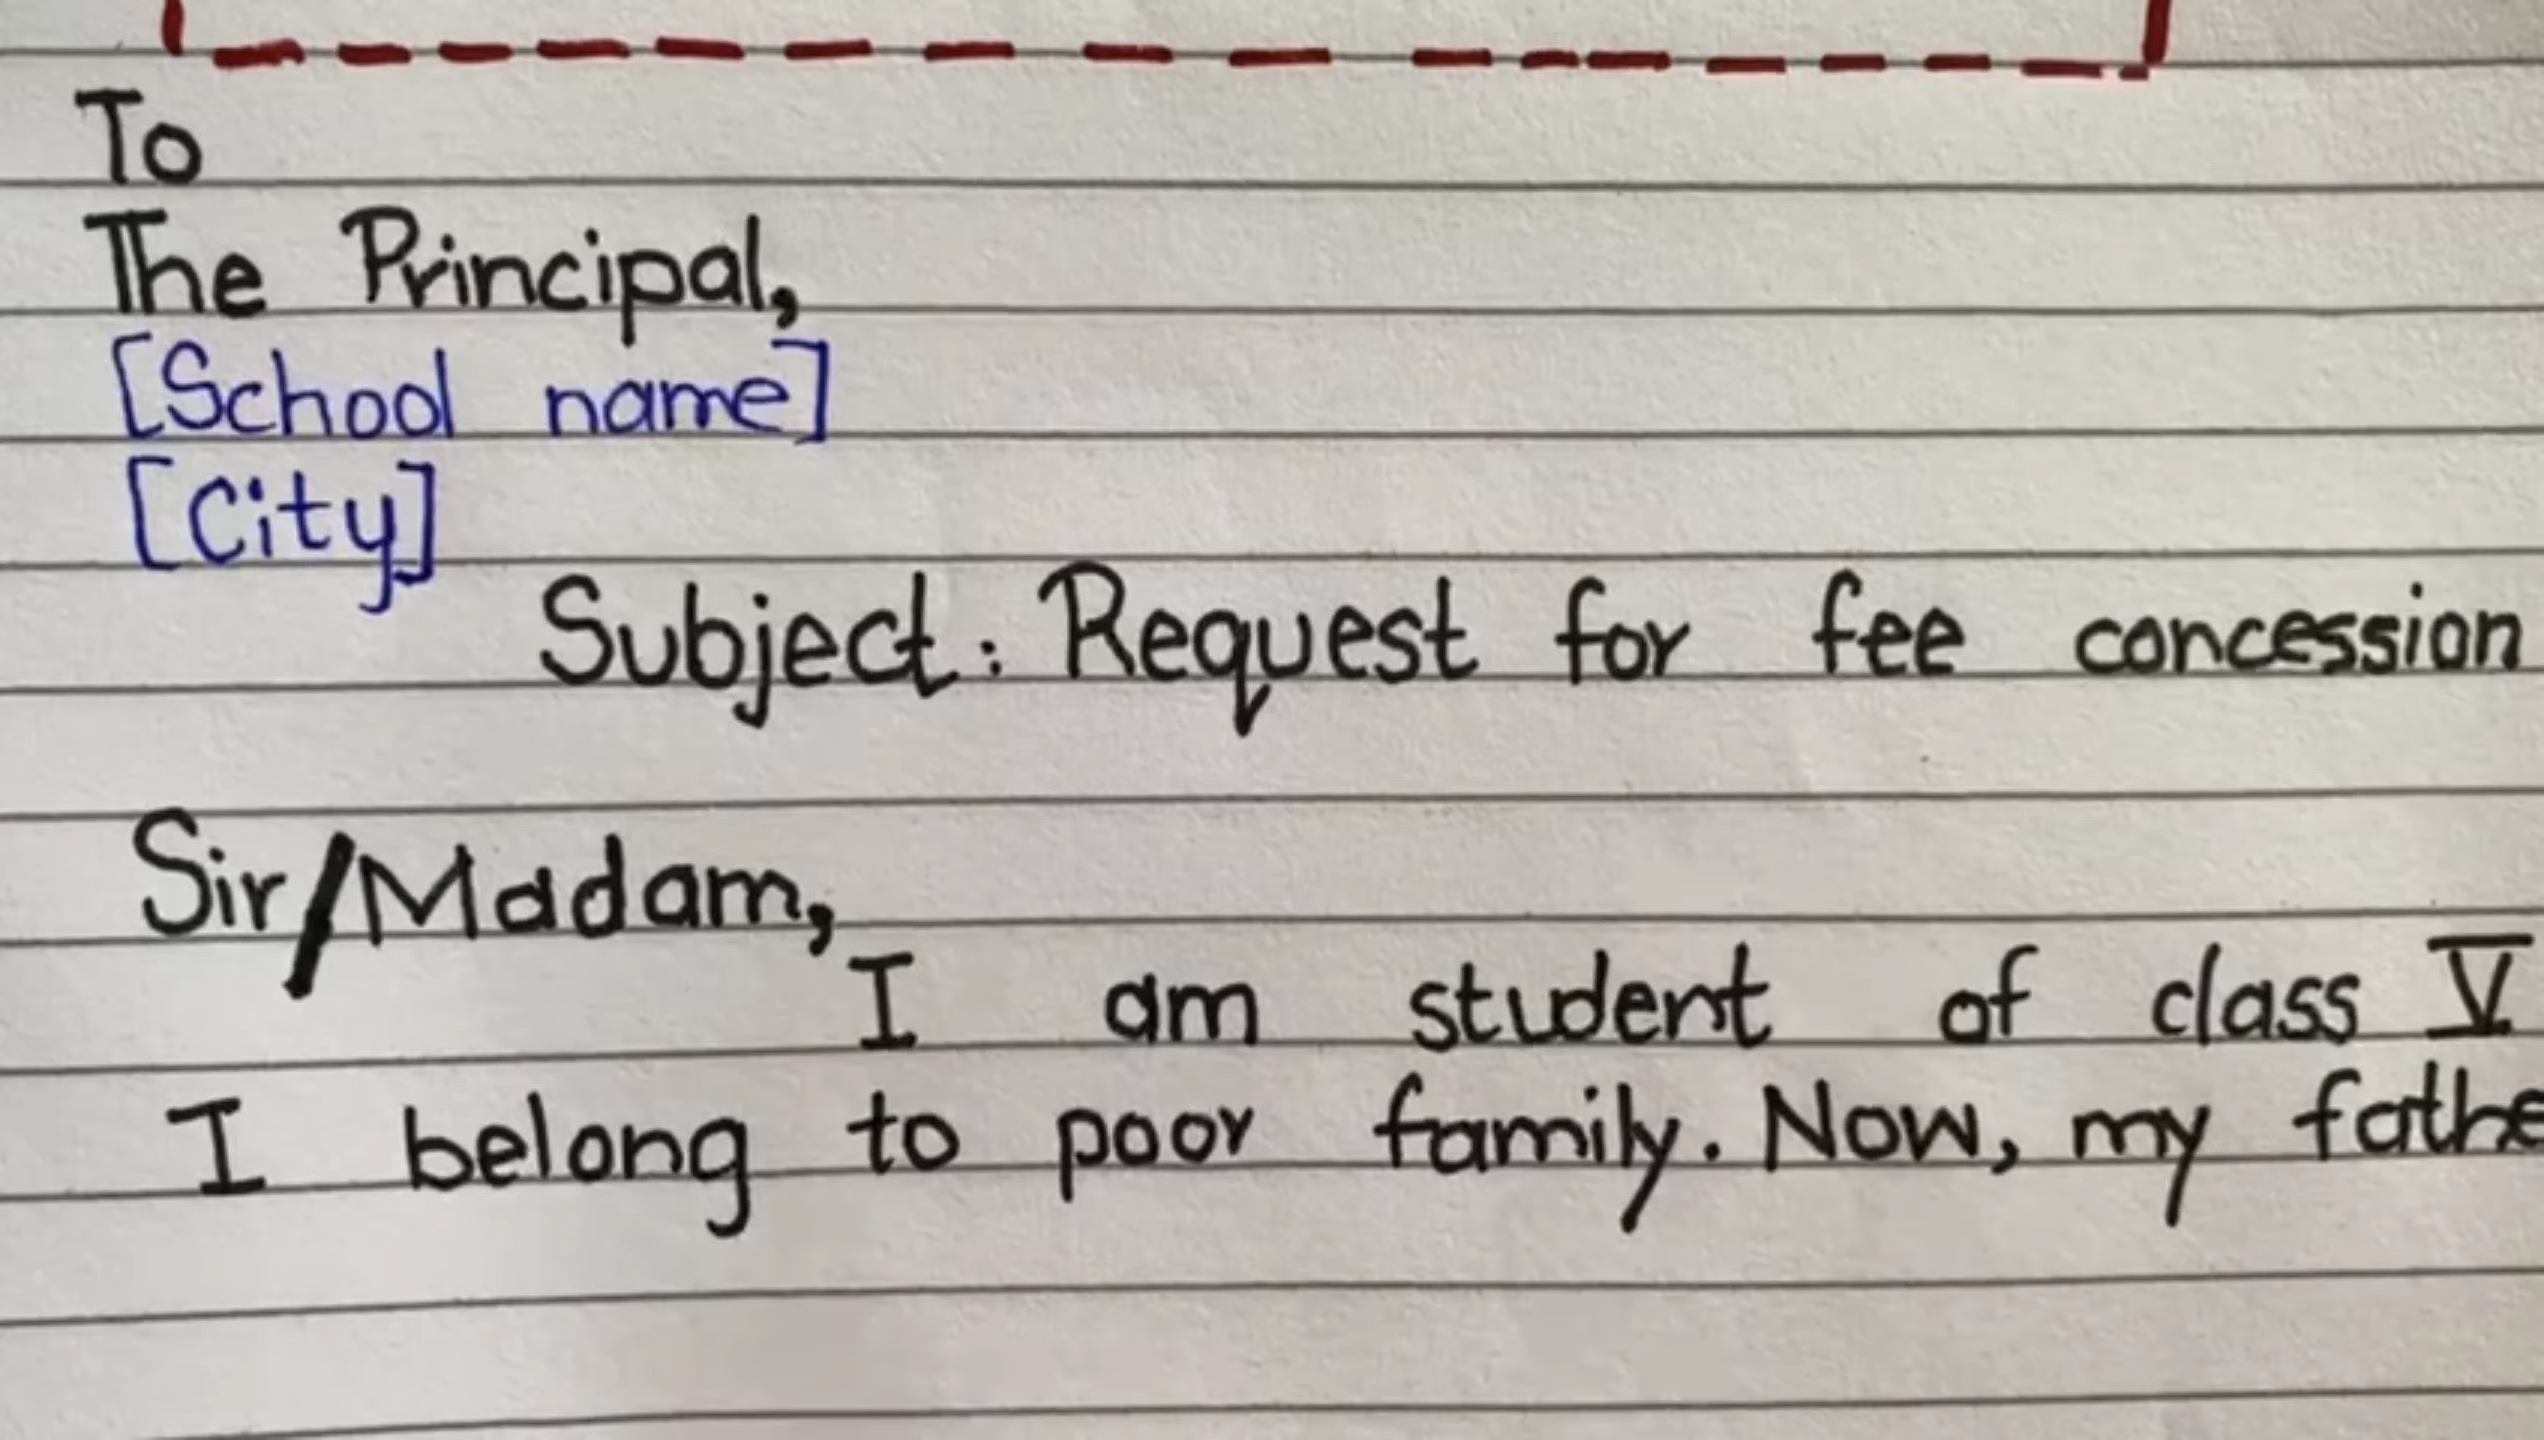 To
The Principal,
[School name]
[City]
Subject: Request for fee concession
Sir/Madam,
I am student of class V
I belong to poor family. Now, my fathe